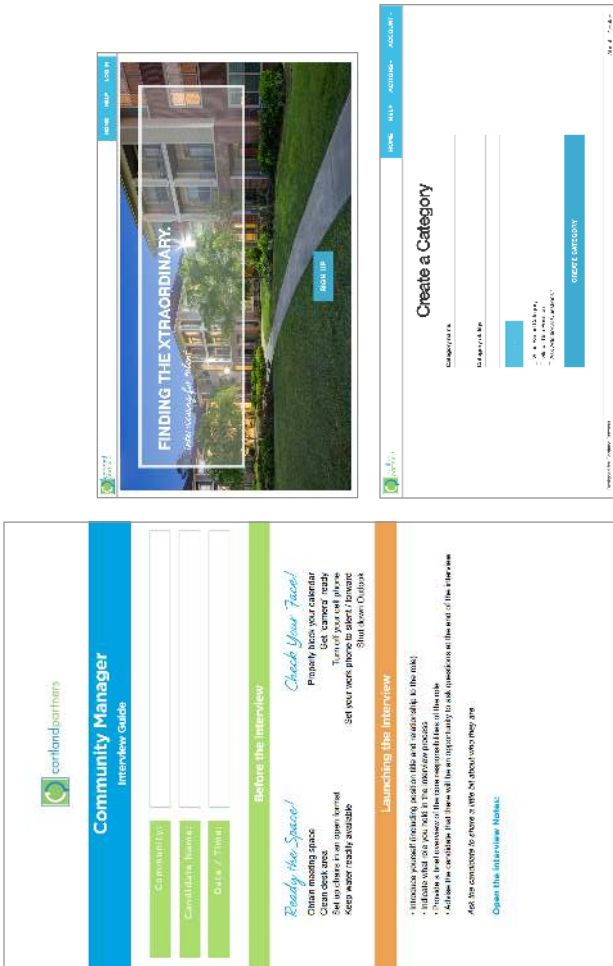 cortlandpartners
Community Manager
Interview Guide
Community:
Candidate Name:
Date / Time:
Before the Interview
Ready the Space!
Obtain meeting space
Clean desk area
Set up chairs in an open format
Keep water readily available
Check Your Face!
Properly block your calendar
Get 'camera' ready
Turn off your cell phone
Set your work phone to silent / forward
Shut down Outlook
Launching the Interview
• Introduce yourself (including position title and relationship to the role)
• Indicate what role you hold in the interview process
• Provide a brief overview of the core responsibilities of the role
• Advise the candidate that there will be an opportunity to ask questions at the end of the interview
Ask the candidate to share a little bit about who they are
Open the Interview Notes:
HOME HELP LOG IN
FINDING THE XTRAORDINARY.
interviewing for talent
SIGN UP
HOME HELP ACTIONS ACCOUNT
Create a Category
Category name
CREATE CATEGORY